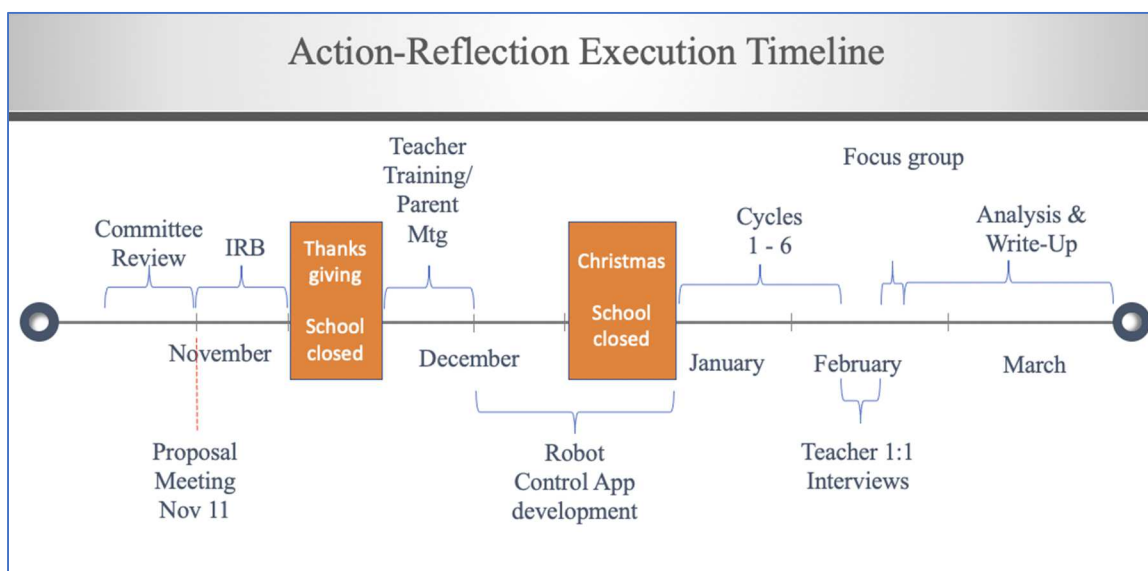 Action-Reflection Execution Timeline
Committee
Review
IRB
Thanks
giving
School
closed
Teacher
Training/
Parent
Mtg
Christmas
School
closed
Cycles
1 - 6
Focus group
Analysis &
Write-Up
November
December
January
February
March
Proposal
Meeting
Nov 11
Robot
Control App
development
Teacher 1:1
Interviews